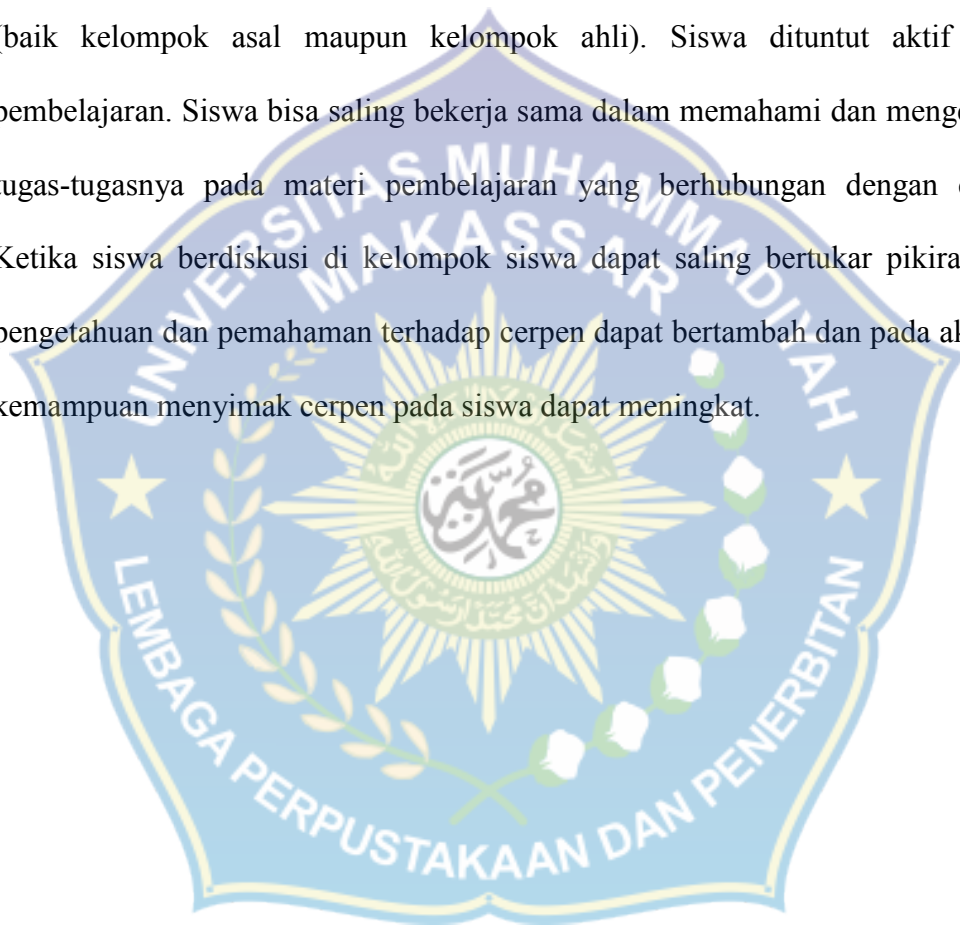 (baik kelompok asal maupun kelompok ahli). Siswa dituntut aktif
pembelajaran. Siswa bisa saling bekerja sama dalam memahami dan
tugas-tugasnya pada materi pembelajaran yang berhubungan dengan
Ketika siswa berdiskusi di kelompok siswa dapat saling bertukar
pengetahuan dan pemahaman terhadap cerpen dapat bertambah dan pada
kemampuan menyimak cerpen pada siswa dapat meningkat.
UNIVERSITAS MUHAMMADIYAH
MAKASSAR
محمدية
LEMBAGA PERPUSTAKAAN DAN PENERBITAN